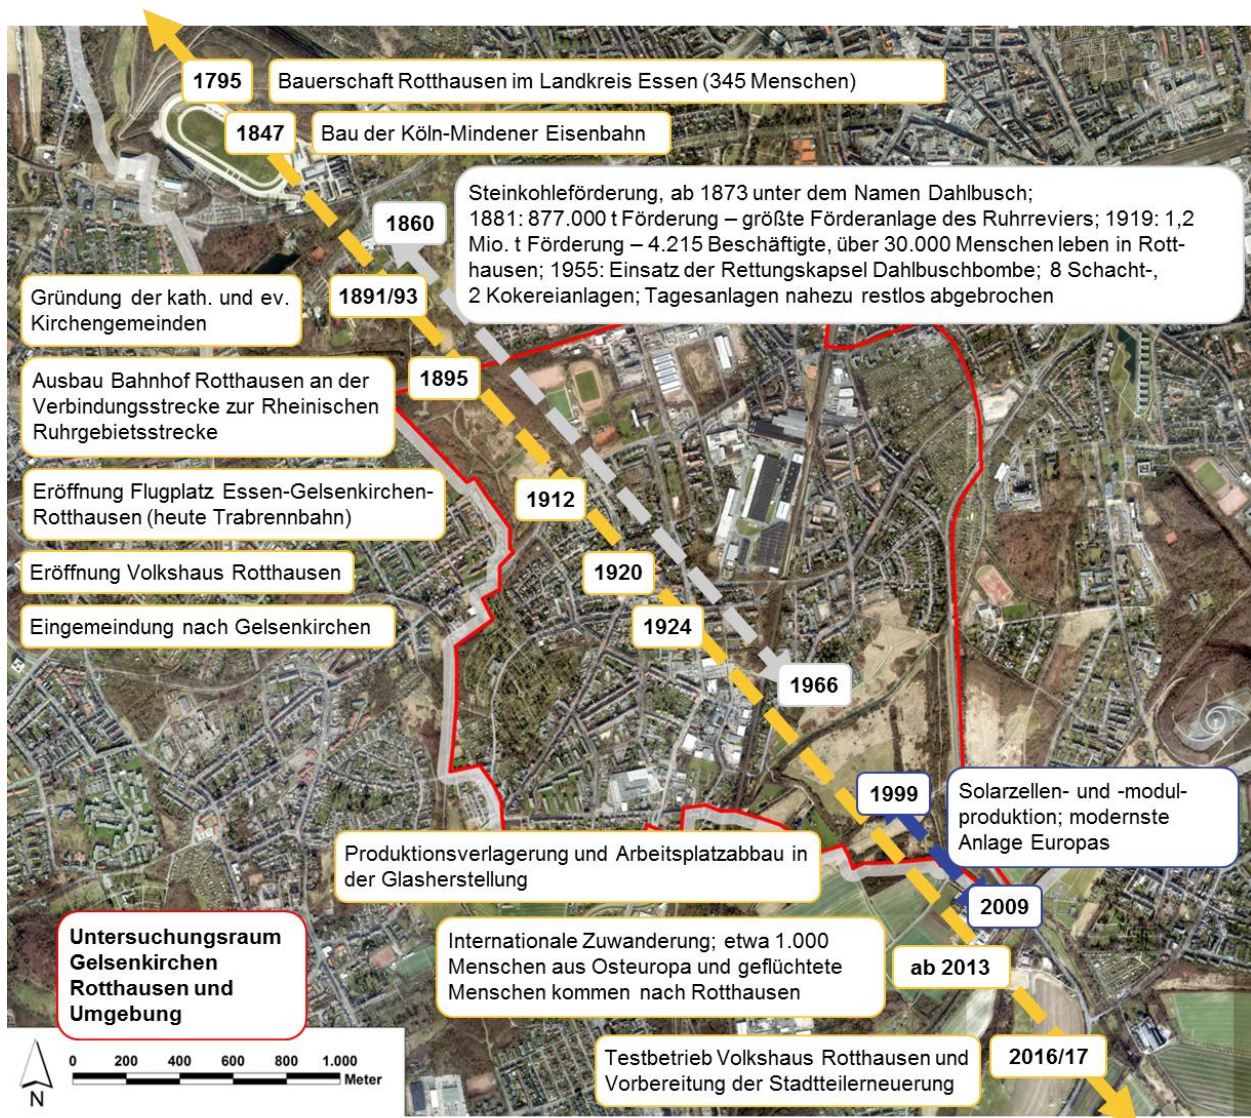 1795
Bauerschaft Rotthausen im Landkreis Essen (345 Menschen)
1847
Bau der Köln-Mindener Eisenbahn
1860
Steinkohleförderung, ab 1873 unter dem Namen Dahlbusch;
1881: 877.000 t Förderung – größte Förderanlage des Ruhrreviers; 1919: 1,2
Mio. t Förderung – 4.215 Beschäftigte, über 30.000 Menschen leben in Rott-
hausen; 1955: Einsatz der Rettungskapsel Dahlbuschbombe; 8 Schacht-,
2 Kokereianlagen; Tagesanlagen nahezu restlos abgebrochen
Gründung der kath. und ev.
Kirchengemeinden
1891/93
Ausbau Bahnhof Rotthausen an der
Verbindungsstrecke zur Rheinischen
Ruhrgebietsstrecke
1895
Eröffnung Flugplatz Essen-Gelsenkirchen-
Rotthausen (heute Trabrennbahn)
1912
Eröffnung Volkshaus Rotthausen
1920
Eingemeindung nach Gelsenkirchen
1924
1966
1999
Solarzellen- und -modul-
produktion; modernste
Anlage Europas
Produktionsverlagerung und Arbeitsplatzabbau in
der Glasherstellung
2009
Internationale Zuwanderung; etwa 1.000
Menschen aus Osteuropa und geflüchtete
Menschen kommen nach Rotthausen
ab 2013
Testbetrieb Volkshaus Rotthausen und
Vorbereitung der Stadtteilerneuerung
2016/17
Untersuchungsraum
Gelsenkirchen
Rotthausen und
Umgebung
N
0 200 400 600 800 1.000
Meter